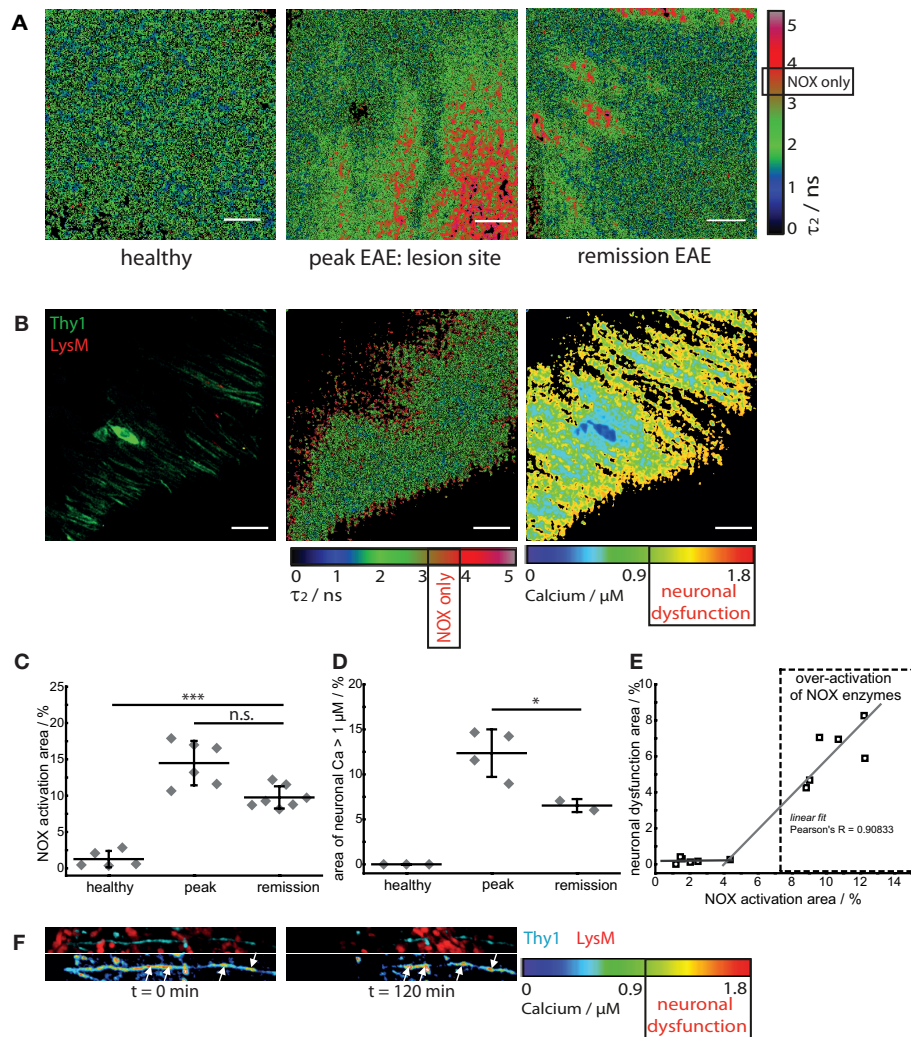 A
5
4
NOX only
3
2
1
0
τ2 / ns
healthy
peak EAE: lesion site
remission EAE
B
Thy1
LysM
0 1 2 3 4 5
τ2 / ns
NOX only
0 0.9 1.8
Calcium / μM
neuronal
dysfunction
C
NOX activation area / %
22.5
20
15
10
5
0
***
n.s.
healthy peak remission
D
area of neuronal Ca > 1 μM / %
20
15
10
5
0
*
healthy peak remission
E
neuronal dysfunction area / %
10
8
6
4
2
0
over-activation
of NOX enzymes
linear fit
Pearson's R = 0.90833
0 2 4 6 8 10 12 14
NOX activation area / %
F
t = 0 min
t = 120 min
Thy1 LysM
0 0.9 1.8
Calcium / μM
neuronal
dysfunction